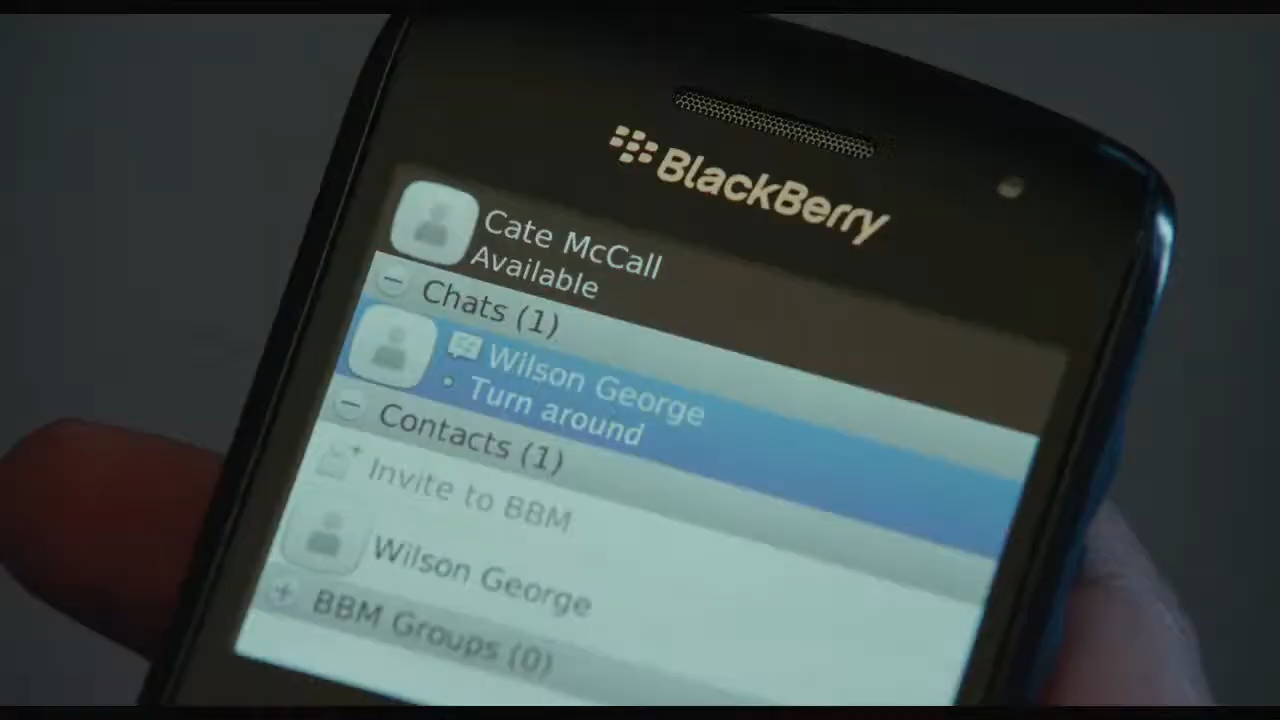 BlackBerry
Cate McCall
Available
Chats (1)
Wilson George
Turn around
Contacts (1)
Invite to BBM
Wilson George
BBM Groups (0)